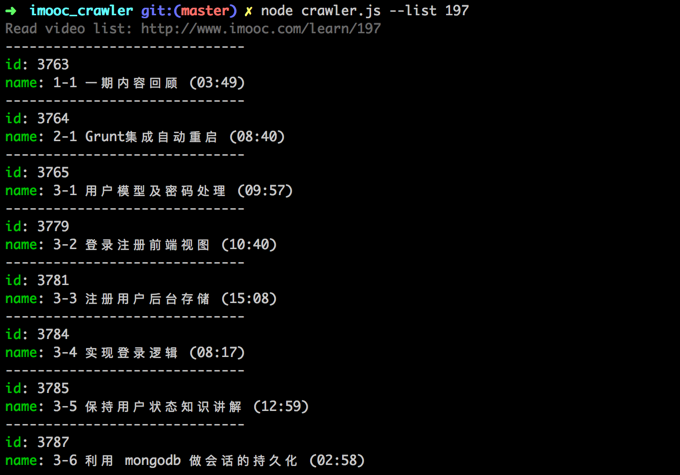 ➜ imooc_crawler git:(master) ✗ node crawler.js --list 197
Read video list: http://www.imooc.com/learn/197
------------------------------
id: 3763
name: 1-1 一期内容回顾 (03:49)
------------------------------
id: 3764
name: 2-1 Grunt集成自动重启 (08:40)
------------------------------
id: 3765
name: 3-1 用户模型及密码处理 (09:57)
------------------------------
id: 3779
name: 3-2 登录注册前端视图 (10:40)
------------------------------
id: 3781
name: 3-3 注册用户后台存储 (15:08)
------------------------------
id: 3784
name: 3-4 实现登录逻辑 (08:17)
------------------------------
id: 3785
name: 3-5 保持用户状态知识讲解 (12:59)
------------------------------
id: 3787
name: 3-6 利用 mongodb 做会话的持久化 (02:58)